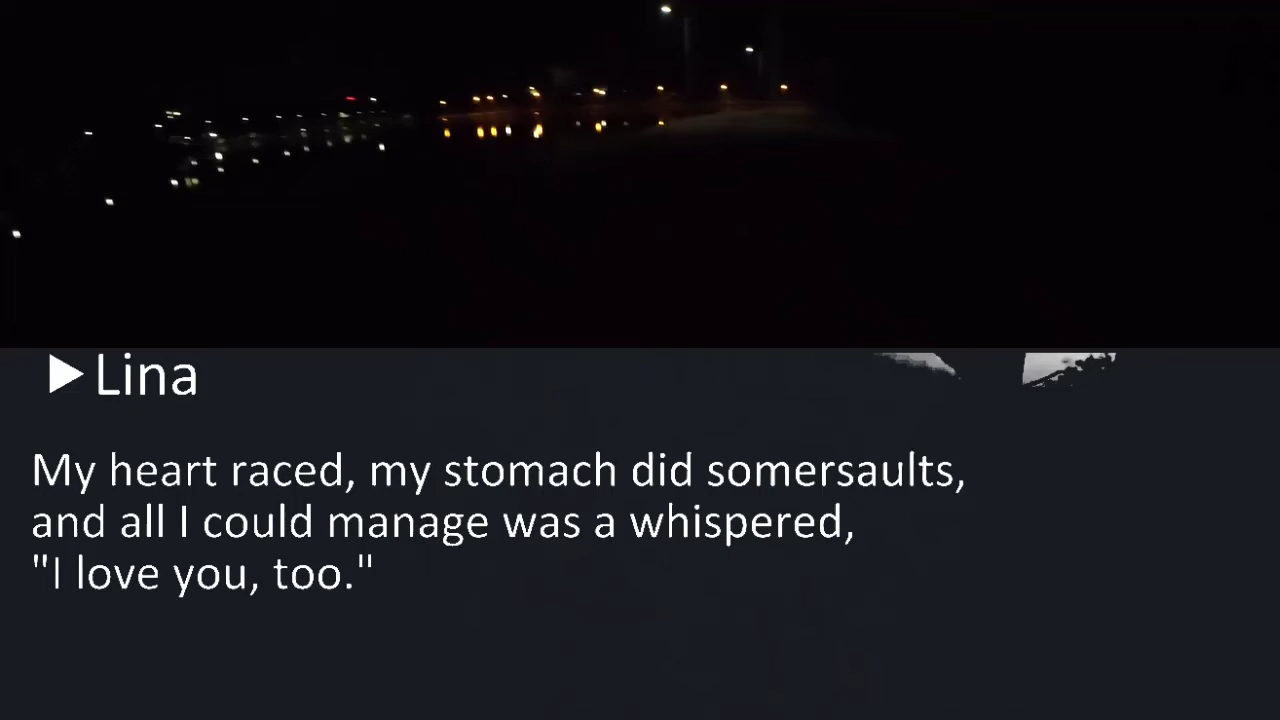 ▶Lina
My heart raced, my stomach did somersaults,
and all I could manage was a whispered,
"I love you, too."